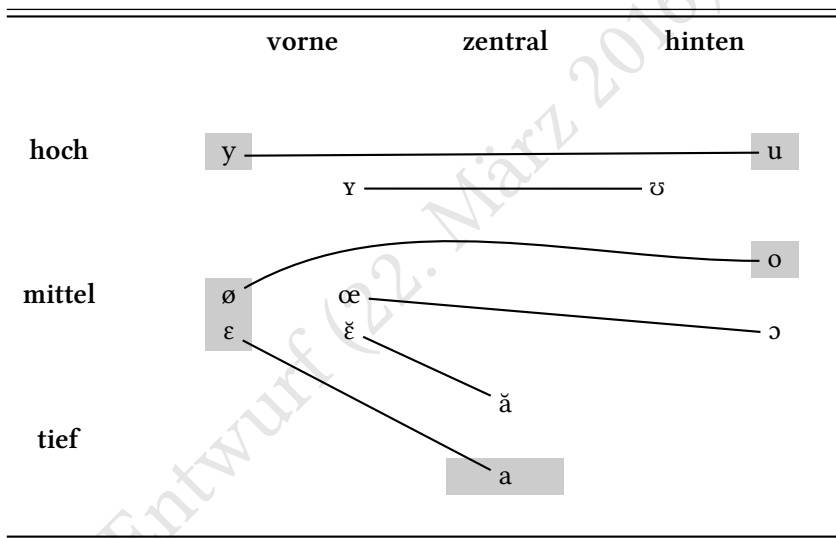 vorne zentral hinten
hoch y u
ʏ ʊ
o
mittel ø œ
ɛ ɛ̆ ɔ
ă
tief
a
Entwurf (22. März 2016)